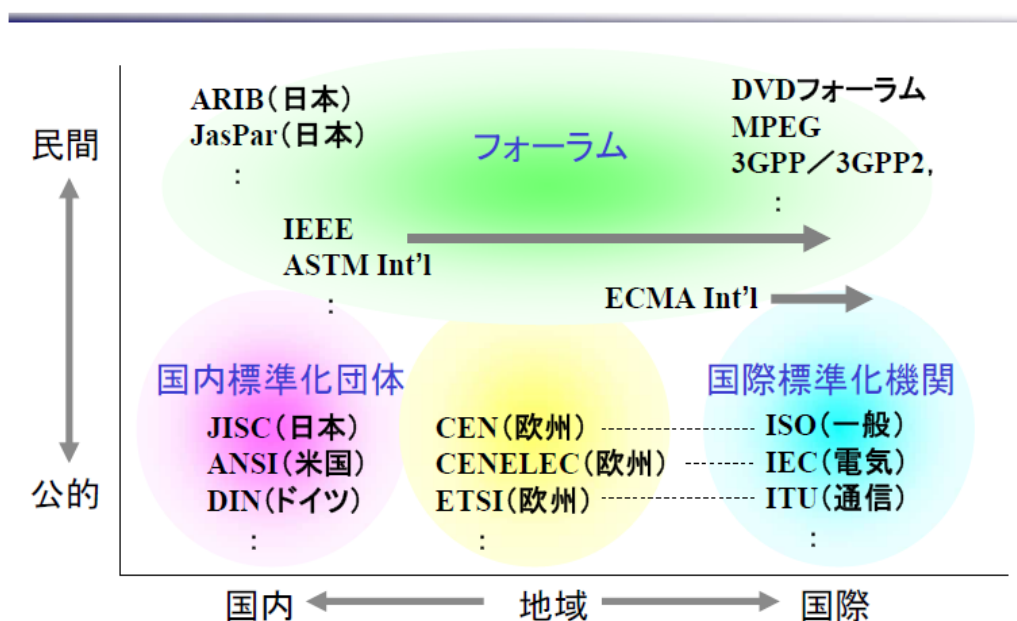 民間
公的
ARIB(日本)
JasPar(日本)
:
フォーラム
DVDフォーラム
MPEG
3GPP/3GPP2,
:
IEEE
ASTM Int'l
:
ECMA Int'l
国内標準化団体
JISC(日本)
ANSI(米国)
DIN(ドイツ)
:
CEN(欧州)
CENELEC(欧州)
ETSI(欧州)
:
国際標準化機関
ISO(一般)
IEC(電気)
ITU(通信)
:
国内 地域 国際